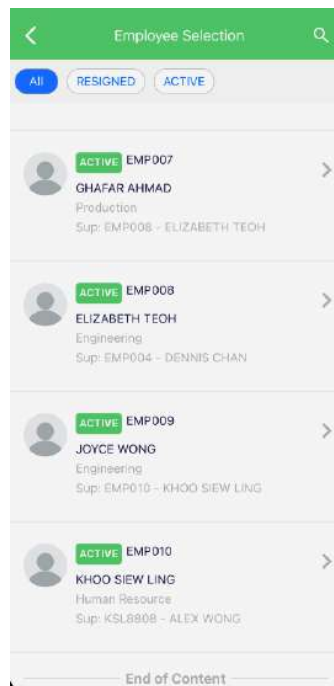 Employee Selection
All
RESIGNED
ACTIVE
ACTIVE EMP007
GHAFAR AHMAD
Production
Sup: EMP008 - ELIZABETH TEOH
ACTIVE EMP008
ELIZABETH TEOH
Engineering
Sup: EMP004 - DENNIS CHAN
ACTIVE EMP009
JOYCE WONG
Engineering
Sup: EMP010 - KHOO SIEW LING
ACTIVE EMP010
KHOO SIEW LING
Human Resource
Sup: KSL8808 - ALEX WONG
End of Content